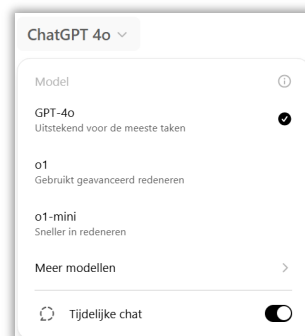 ChatGPT 4o
Model
GPT-4o
Uitstekend voor de meeste taken
o1
Gebruikt geavanceerd redeneren
o1-mini
Sneller in redeneren
Meer modellen
Tijdelijke chat